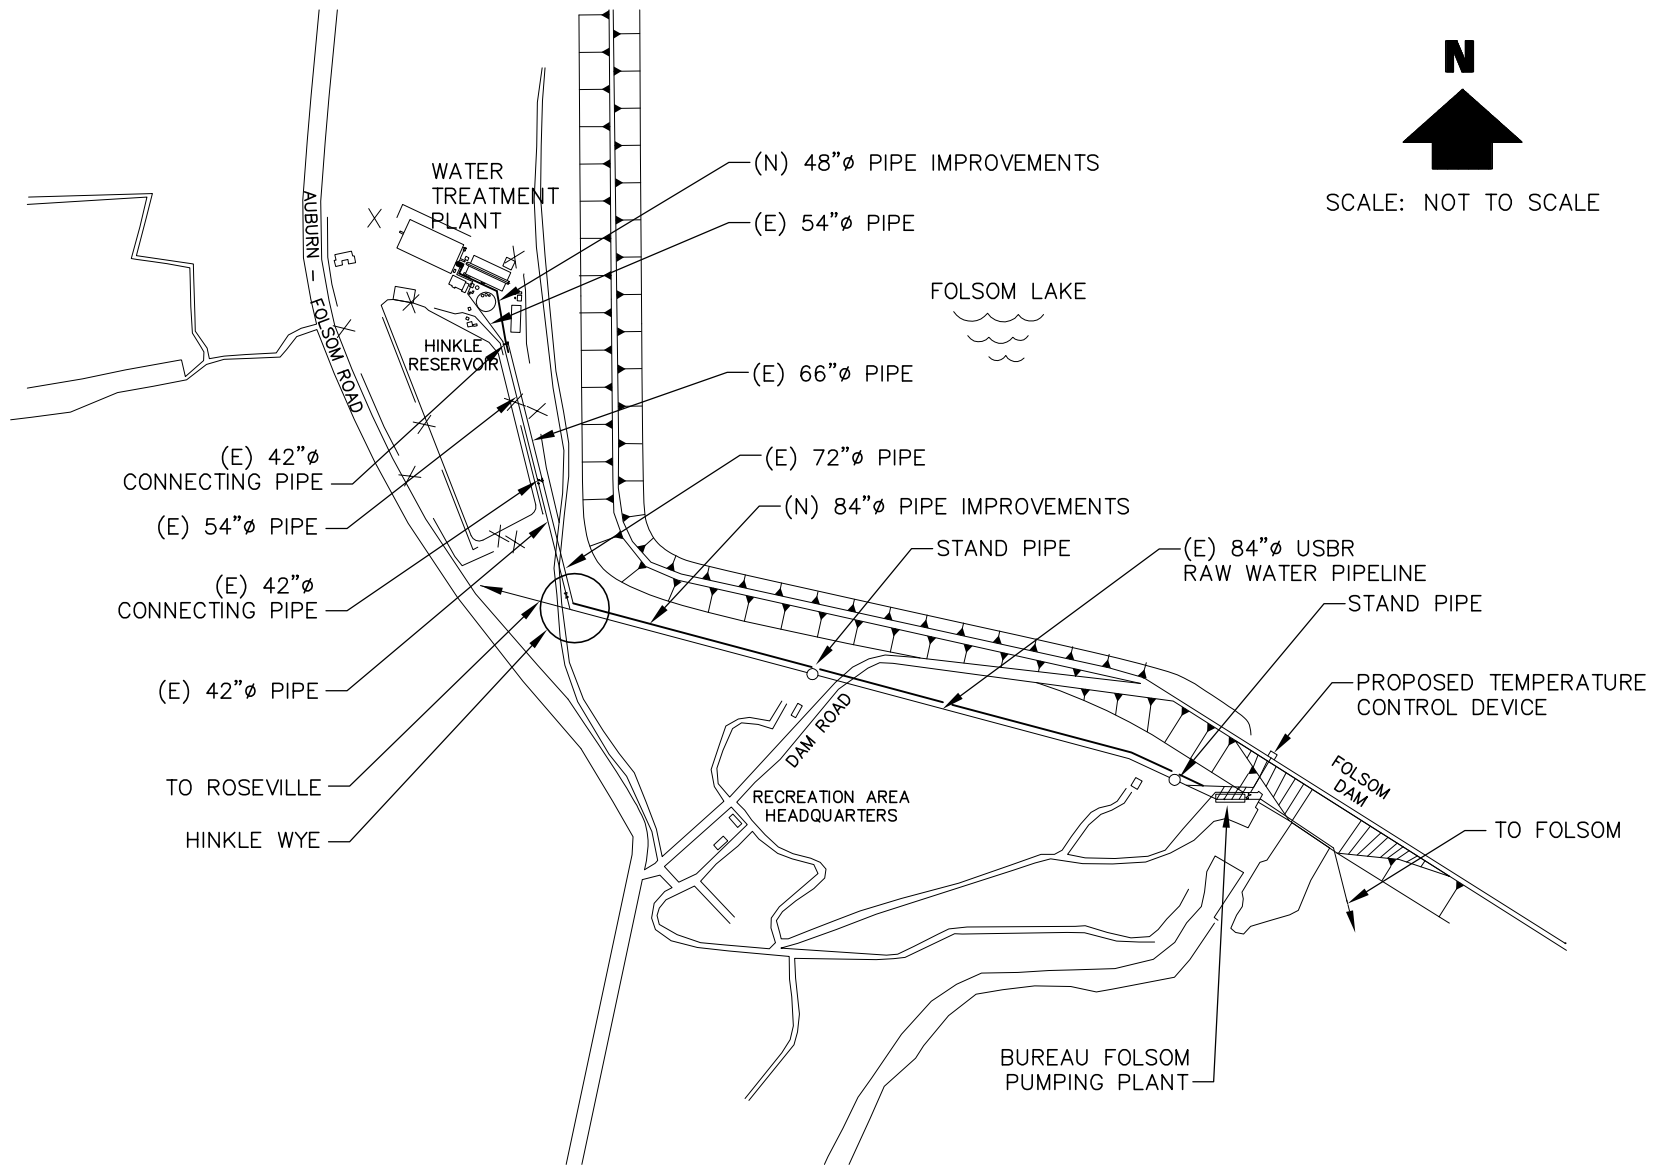 N
SCALE: NOT TO SCALE
(N) 48"ø PIPE IMPROVEMENTS
WATER
TREATMENT
PLANT
(E) 54"ø PIPE
AUBURN - FOLSOM ROAD
FOLSOM LAKE
HINKLE
RESERVOIR
(E) 66"ø PIPE
(E) 42"ø
CONNECTING PIPE
(E) 72"ø PIPE
(N) 84"ø PIPE IMPROVEMENTS
(E) 54"ø PIPE
STAND PIPE
(E) 84"ø USBR
RAW WATER PIPELINE
(E) 42"ø
CONNECTING PIPE
STAND PIPE
(E) 42"ø PIPE
PROPOSED TEMPERATURE
CONTROL DEVICE
DAM ROAD
TO ROSEVILLE
FOLSOM
DAM
RECREATION AREA
HEADQUARTERS
HINKLE WYE
TO FOLSOM
BUREAU FOLSOM
PUMPING PLANT